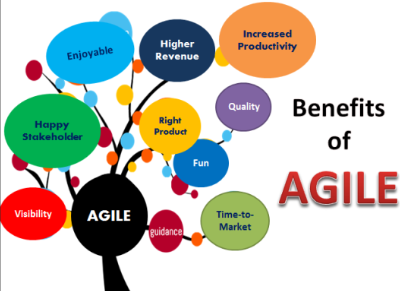 Enjoyable
Higher
Revenue
Increased
Productivity
Happy
Stakeholder
Right
Product
Quality
Fun
Visibility
AGILE
guidance
Time-to-
Market
Benefits
of
AGILE